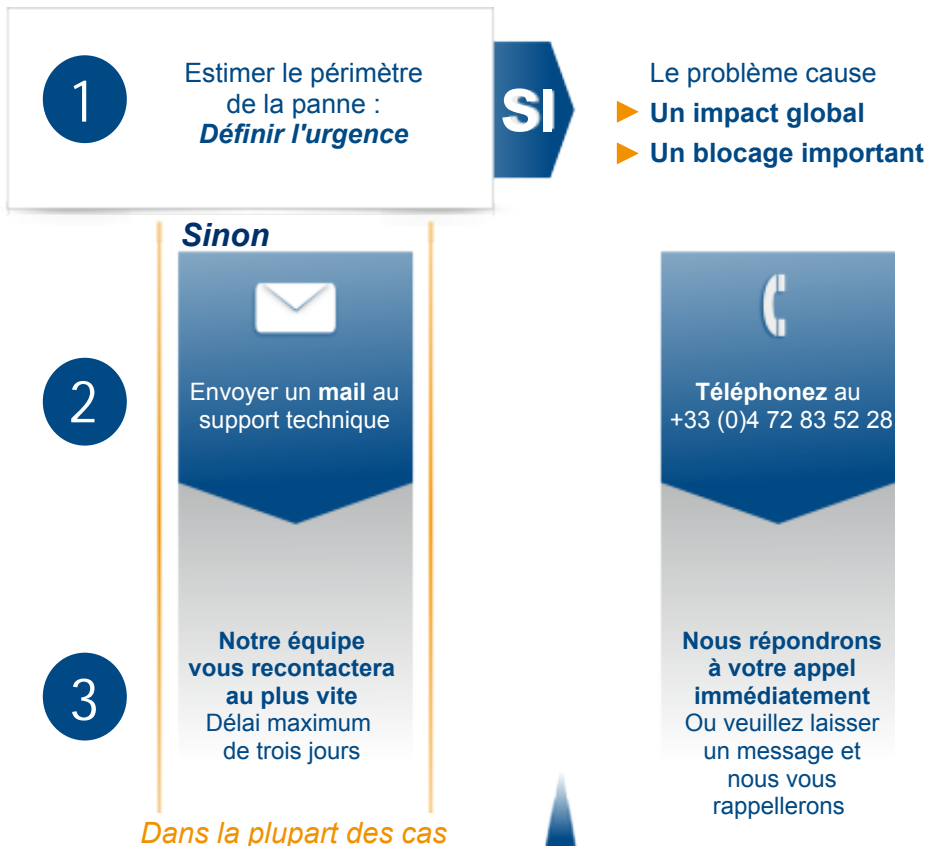 1
Estimer le périmètre
de la panne :
Définir l'urgence
SI
Le problème cause
Un impact global
Un blocage important
Sinon
2
Envoyer un mail au
support technique
Téléphonez au
+33 (0)4 72 83 52 28
3
Notre équipe
vous recontactera
au plus vite
Délai maximum
de trois jours
Nous répondrons
à votre appel
immédiatement
Ou veuillez laisser
un message et
nous vous
rappellerons
Dans la plupart des cas